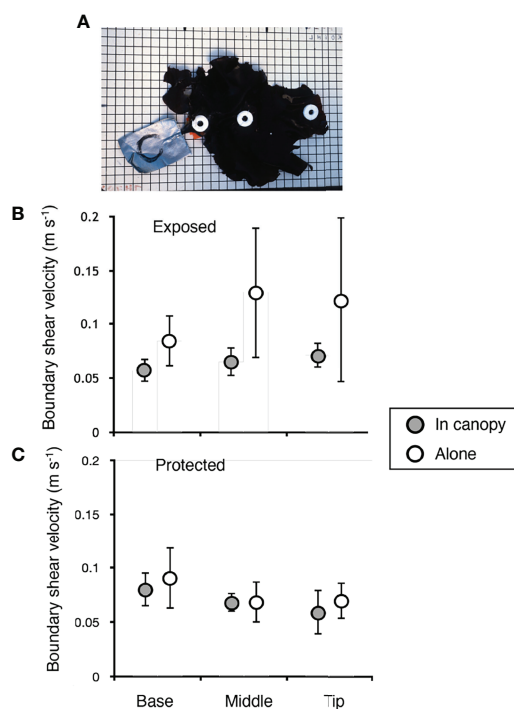 A
B
Exposed
Boundary shear velccity (m s-1)
0.2
0.15
0.1
0.05
0
In canopy
Alone
C
Protected
Boundary shear velocity (m s-1)
0.2
0.15
0.1
0.05
0
Base Middle Tip